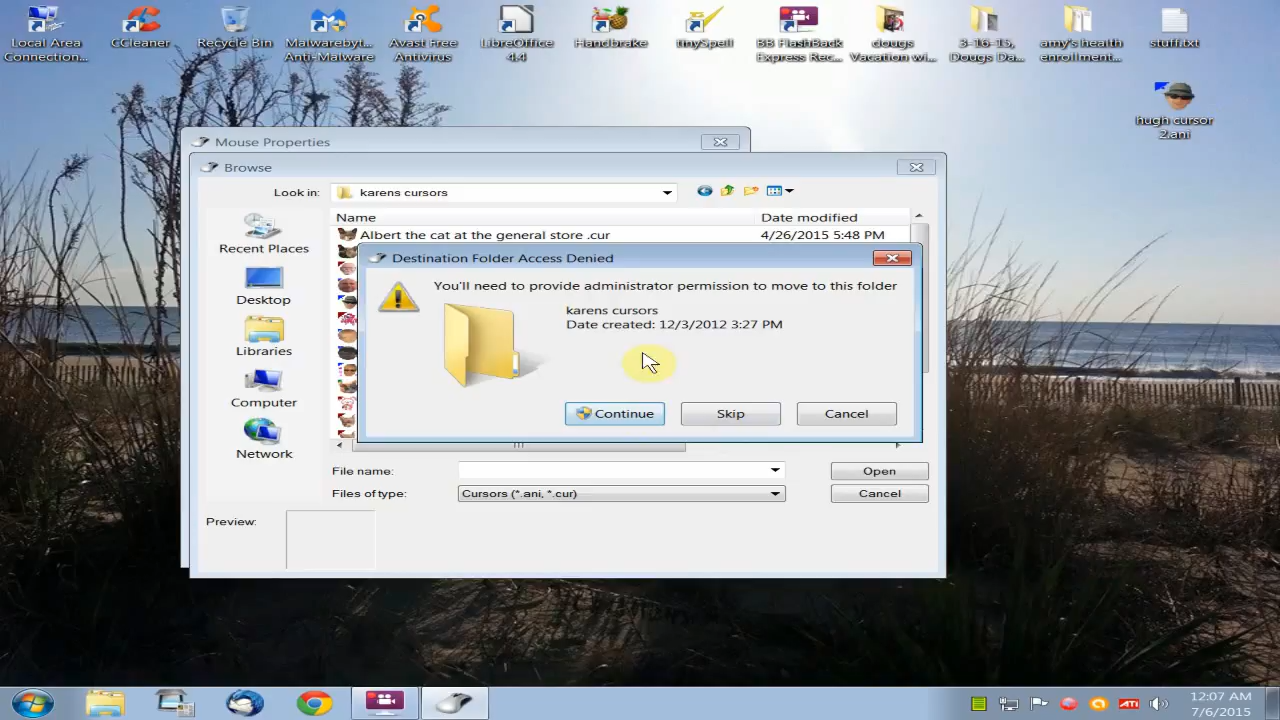 Local Area
Connection...
CCleaner
Recycle Bin
Malwarebyt...
Anti-Malware
Avast Free
Antivirus
LibreOffice
4.4
Handbrake
tinySpell
BB FlashBack
Express Rec...
dougs
Vacation wi...
3-16-15,
Dougs Da...
amy's health
enrollment...
stuff.txt
hugh cursor
2.ani
Mouse Properties
Browse
Look in:
karens cursors
Name
Date modified
Recent Places
Desktop
Libraries
Computer
Network
Albert the cat at the general store .cur
4/26/2015 5:48 PM
Destination Folder Access Denied
You'll need to provide administrator permission to move to this folder
karens cursors
Date created: 12/3/2012 3:27 PM
Continue
Skip
Cancel
File name:
Open
Files of type:
Cursors (*.ani, *.cur)
Cancel
Preview:
ATI
12:07 AM
7/6/2015